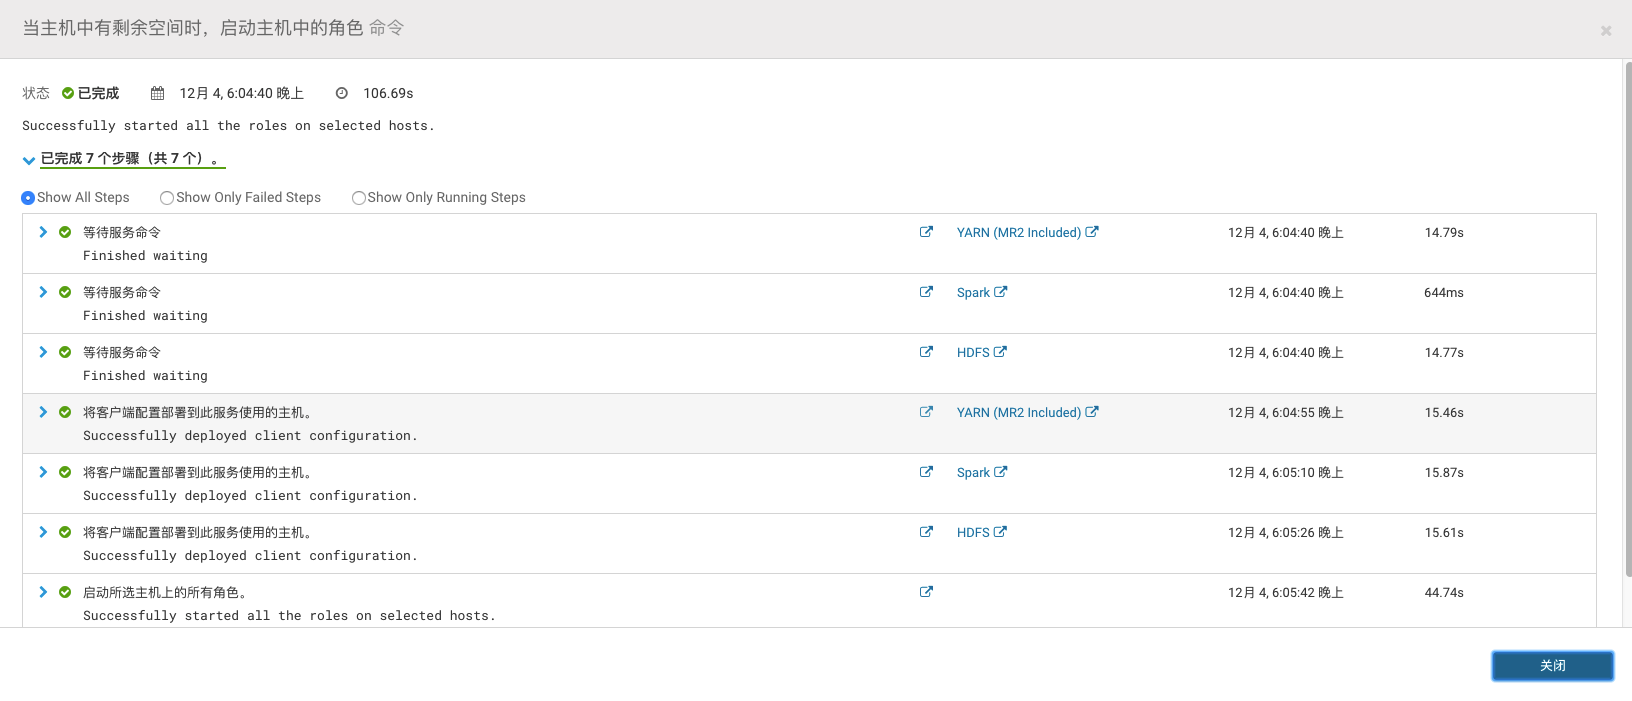 当主机中有剩余空间时，启动主机中的角色 命令
状态 已完成 12月 4, 6:04:40 晚上 106.69s
Successfully started all the roles on selected hosts.
已完成 7 个步骤（共 7 个）。
Show All Steps Show Only Failed Steps Show Only Running Steps
等待服务命令 YARN (MR2 Included) 12月 4, 6:04:40 晚上 14.79s
Finished waiting
等待服务命令 Spark 12月 4, 6:04:40 晚上 644ms
Finished waiting
等待服务命令 HDFS 12月 4, 6:04:40 晚上 14.77s
Finished waiting
将客户端配置部署到此服务使用的主机。 YARN (MR2 Included) 12月 4, 6:04:55 晚上 15.46s
Successfully deployed client configuration.
将客户端配置部署到此服务使用的主机。 Spark 12月 4, 6:05:10 晚上 15.87s
Successfully deployed client configuration.
将客户端配置部署到此服务使用的主机。 HDFS 12月 4, 6:05:26 晚上 15.61s
Successfully deployed client configuration.
启动所选主机上的所有角色。 12月 4, 6:05:42 晚上 44.74s
Successfully started all the roles on selected hosts.
关闭